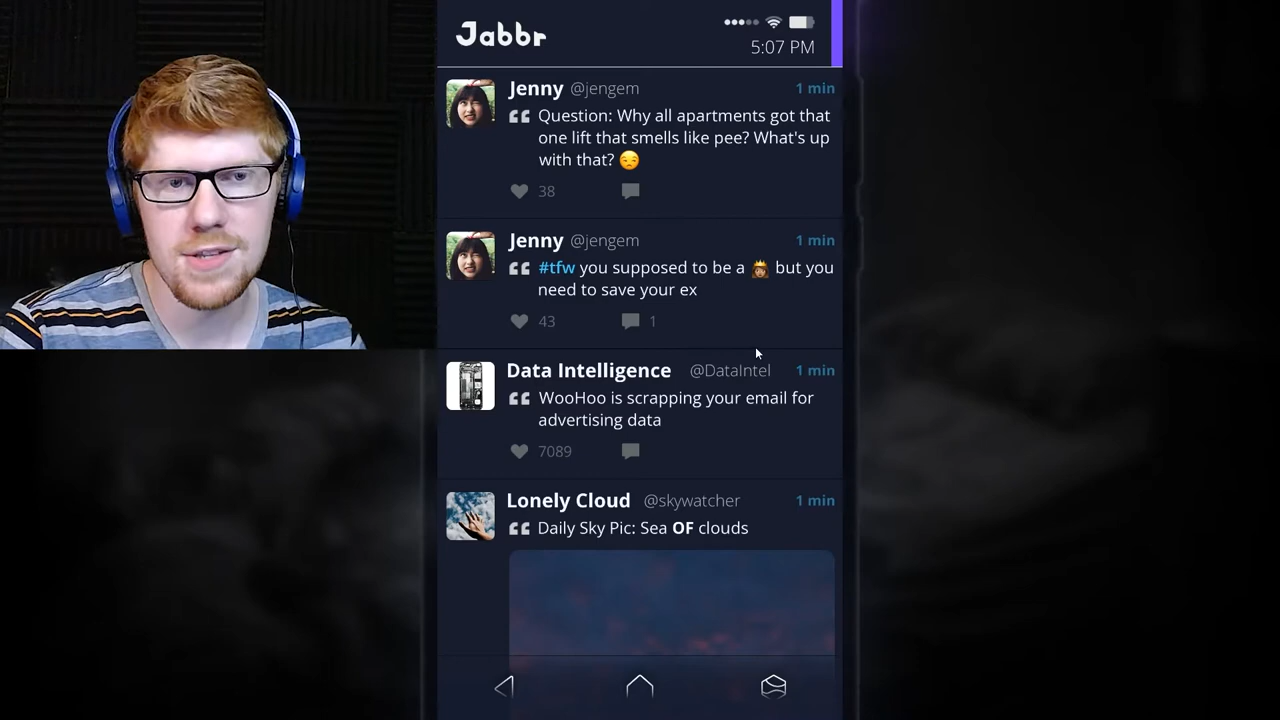 Jabbr
5:07 PM
Jenny @jengem 1 min
Question: Why all apartments got that
one lift that smells like pee? What's up
with that? 😒
38
Jenny @jengem 1 min
#tfw you supposed to be a 👸🏽 but you
need to save your ex
43 1
Data Intelligence @DataIntel 1 min
WooHoo is scrapping your email for
advertising data
7089
Lonely Cloud @skywatcher 1 min
Daily Sky Pic: Sea OF clouds